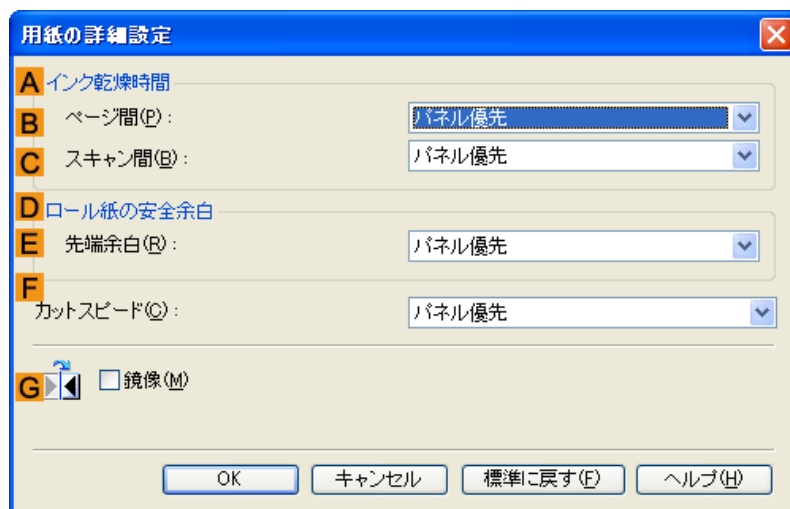 用紙の詳細設定
A インク乾燥時間
B ページ間(P): パネル優先
C スキャン間(B): パネル優先
D ロール紙の安全余白
E 先端余白(R): パネル優先
F
カットスピード(C): パネル優先
G 鏡像(M)
OK キャンセル 標準に戻す(F) ヘルプ(H)